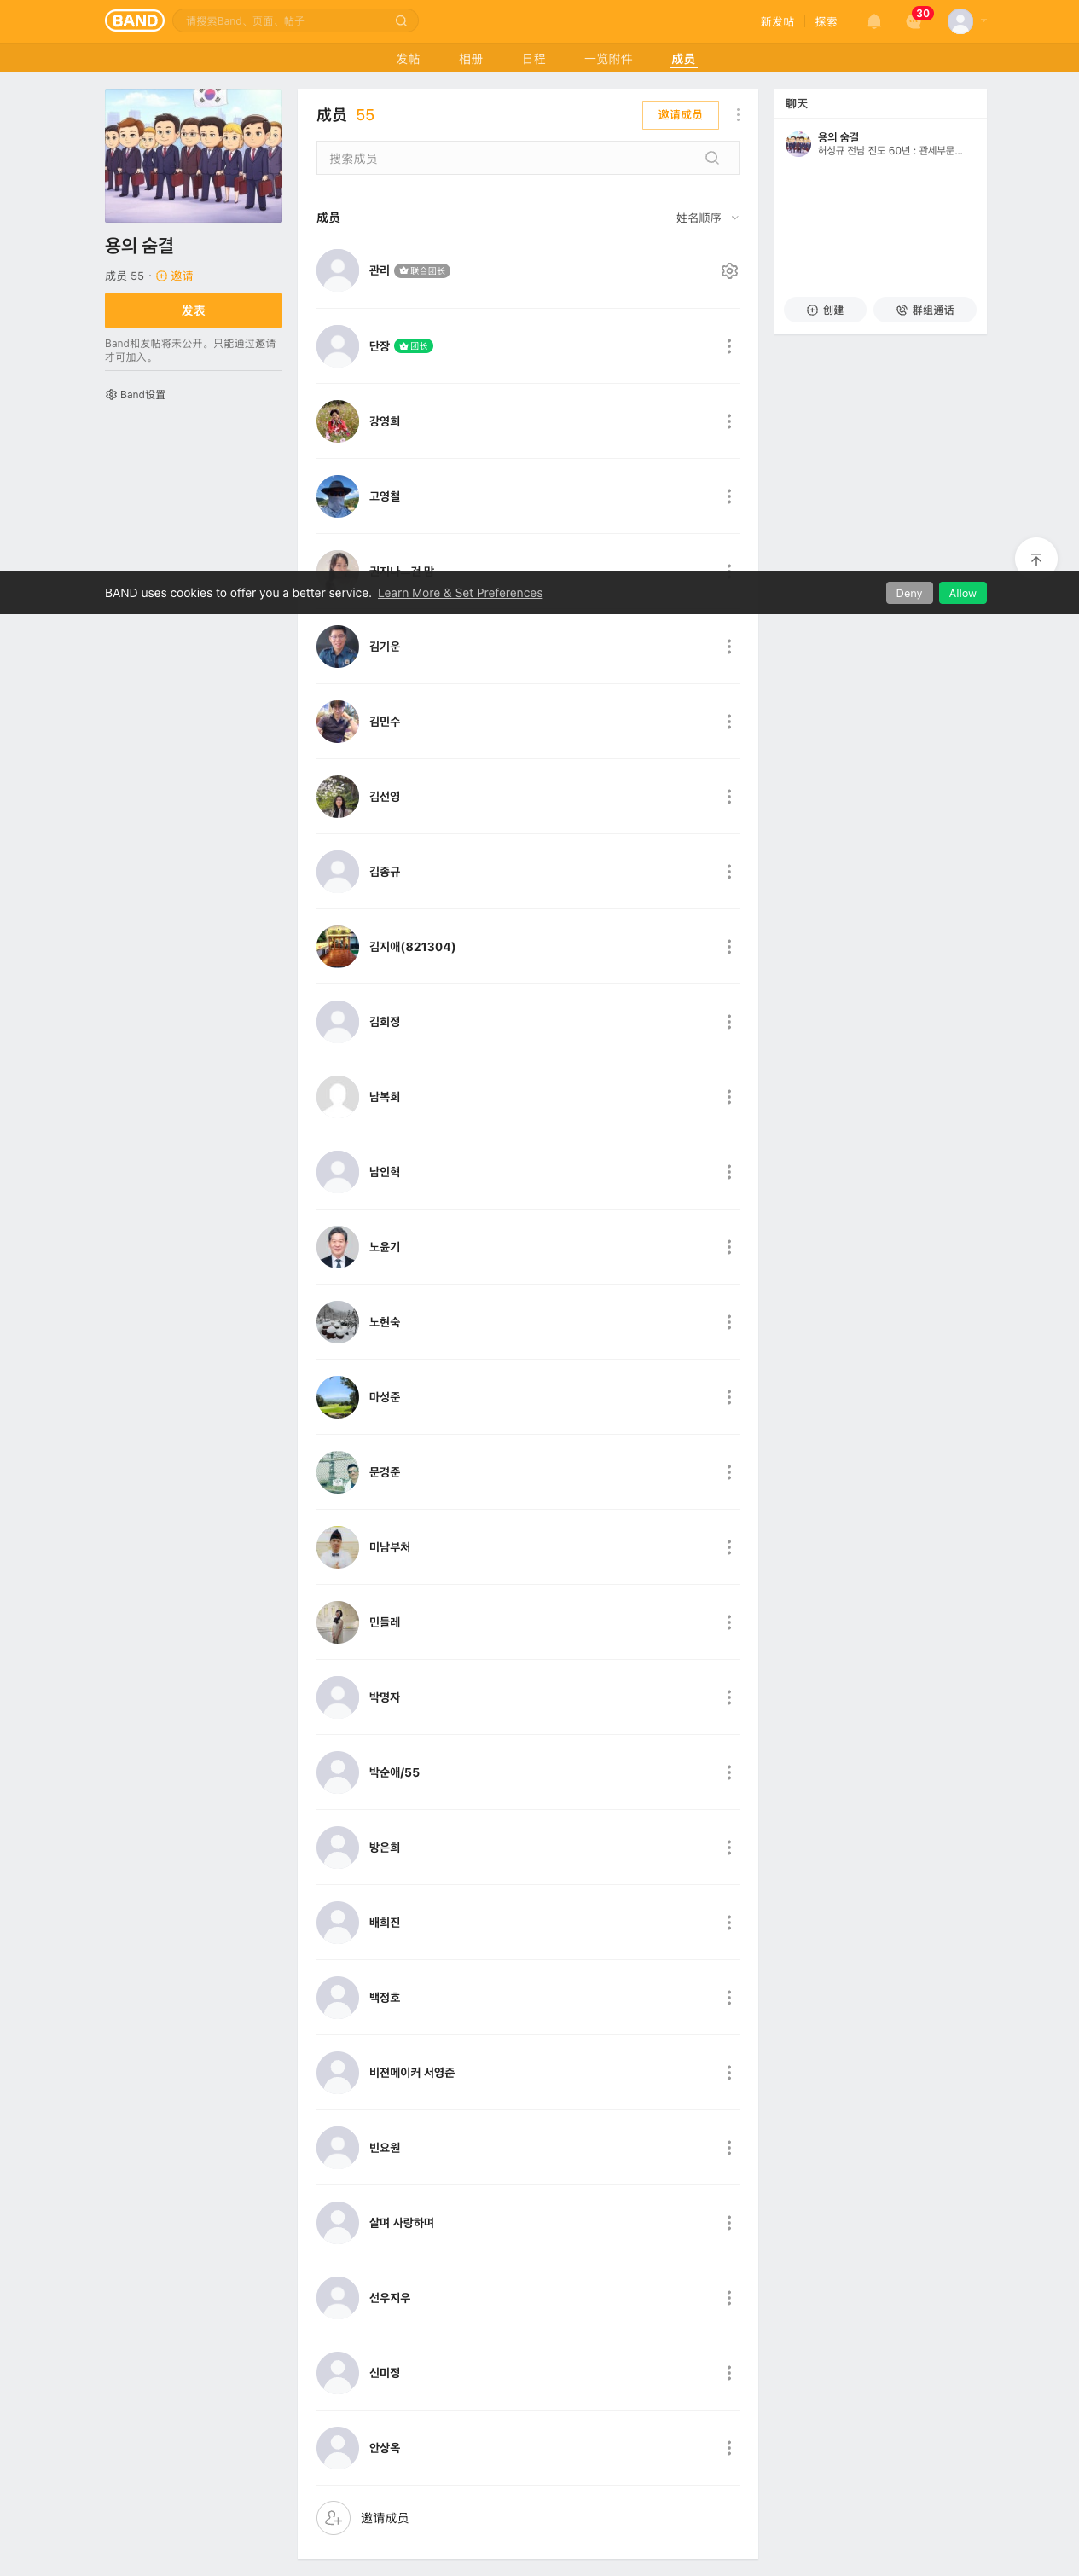 BAND
请搜索Band、页面、帖子
新发帖
探索
30
发帖
相册
日程
一览附件
成员
용의 숨결
成员 55 · 邀请
发表
Band和发帖将未公开。只能通过邀请
才可加入。
Band设置
成员 55
邀请成员
搜索成员
成员
姓名顺序
관리 联合团长
단장 团长
강영희
고영철
BAND uses cookies to offer you a better service. Learn More & Set Preferences
Deny
Allow
김기운
김민수
김선영
김종규
김지애(821304)
김희정
남복희
남인혁
노윤기
노현숙
마성준
문경준
미남부처
민들레
박명자
박순애/55
방은희
배희진
백정호
비젼메이커 서영준
빈요원
살며 사랑하며
선우지우
신미정
안상옥
邀请成员
聊天
용의 숨결
허성규 전남 진도 60년 : 관세부문...
创建
群组通话